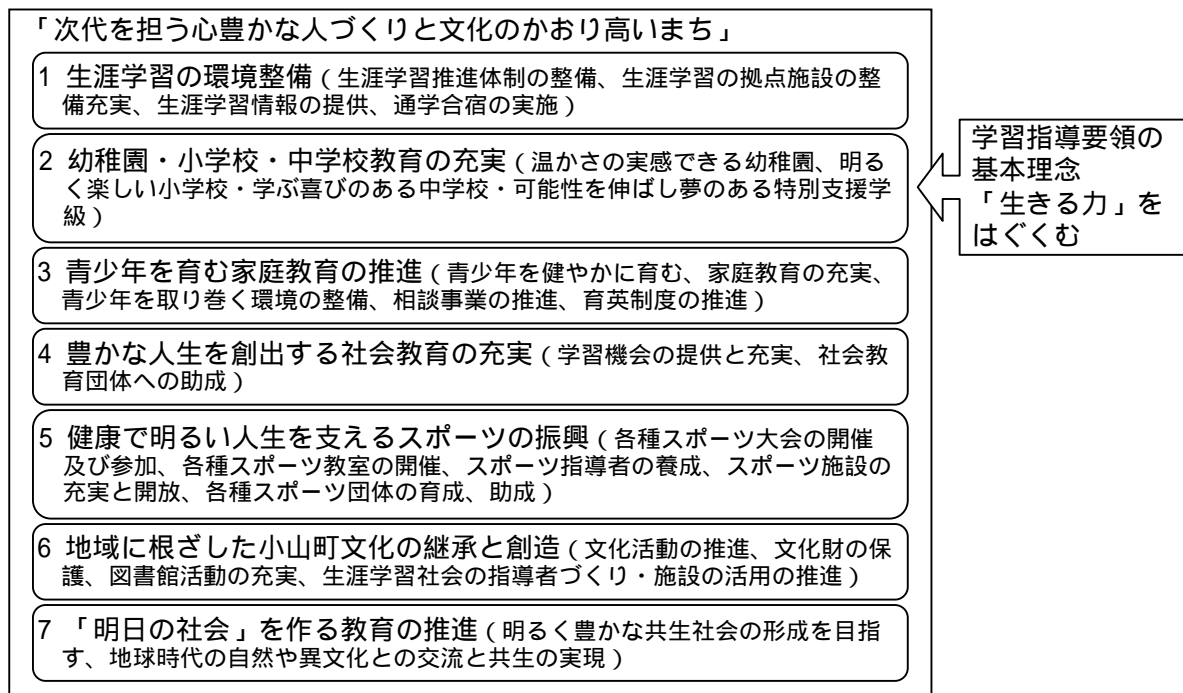 「次代を担う心豊かな人づくりと文化のかおり高いまち」
1 生涯学習の環境整備（生涯学習推進体制の整備、生涯学習の拠点施設の整
備充実、生涯学習情報の提供、通学合宿の実施）
2 幼稚園・小学校・中学校教育の充実（温かさの実感できる幼稚園、明る
く楽しい小学校・学ぶ喜びのある中学校・可能性を伸ばし夢のある特別支援学
級）
3 青少年を育む家庭教育の推進（青少年を健やかに育む、家庭教育の充実、
青少年を取り巻く環境の整備、相談事業の推進、育英制度の推進）
4 豊かな人生を創出する社会教育の充実（学習機会の提供と充実、社会教
育団体への助成）
5 健康で明るい人生を支えるスポーツの振興（各種スポーツ大会の開催
及び参加、各種スポーツ教室の開催、スポーツ指導者の養成、スポーツ施設の
充実と開放、各種スポーツ団体の育成、助成）
6 地域に根ざした小山町文化の継承と創造（文化活動の推進、文化財の保
護、図書館活動の充実、生涯学習社会の指導者づくり・施設の活用の推進）
7 「明日の社会」を作る教育の推進（明るく豊かな共生社会の形成を目指
す、地球時代の自然や異文化との交流と共生の実現）
学習指導要領の
基本理念
「生きる力」を
はぐくむ